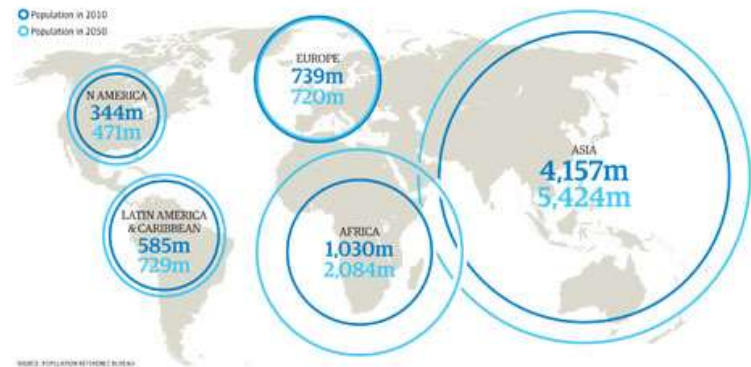 Population in 2010
Population in 2050
N AMERICA
344m
471m
EUROPE
739m
720m
ASIA
4,157m
5,424m
LATIN AMERICA
& CARIBBEAN
585m
729m
AFRICA
1,030m
2,084m
SOURCE: POPULATION REFERENCE BUREAU